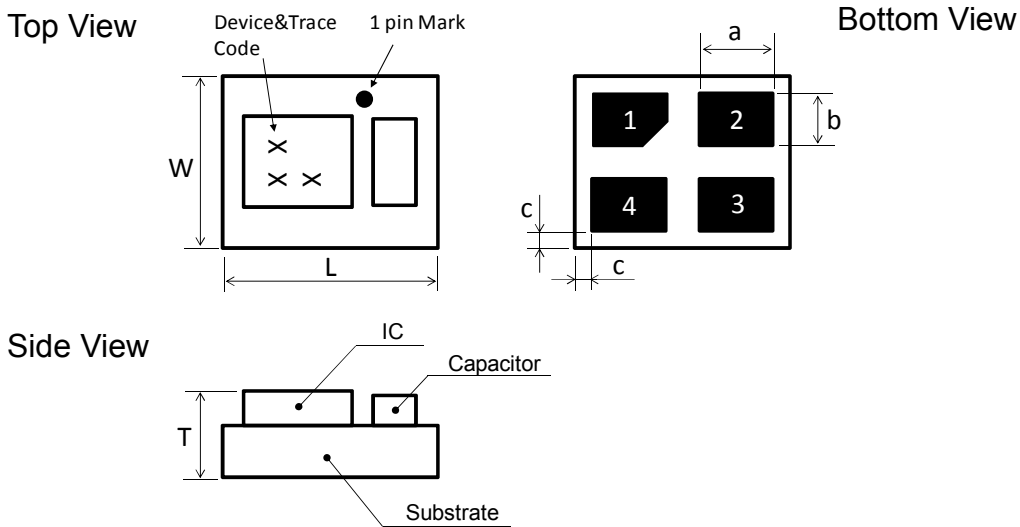 Top View
Device&Trace
Code
1 pin Mark
Bottom View
a
W
L
1
2
b
4
3
c
c
Side View
IC
Capacitor
T
Substrate